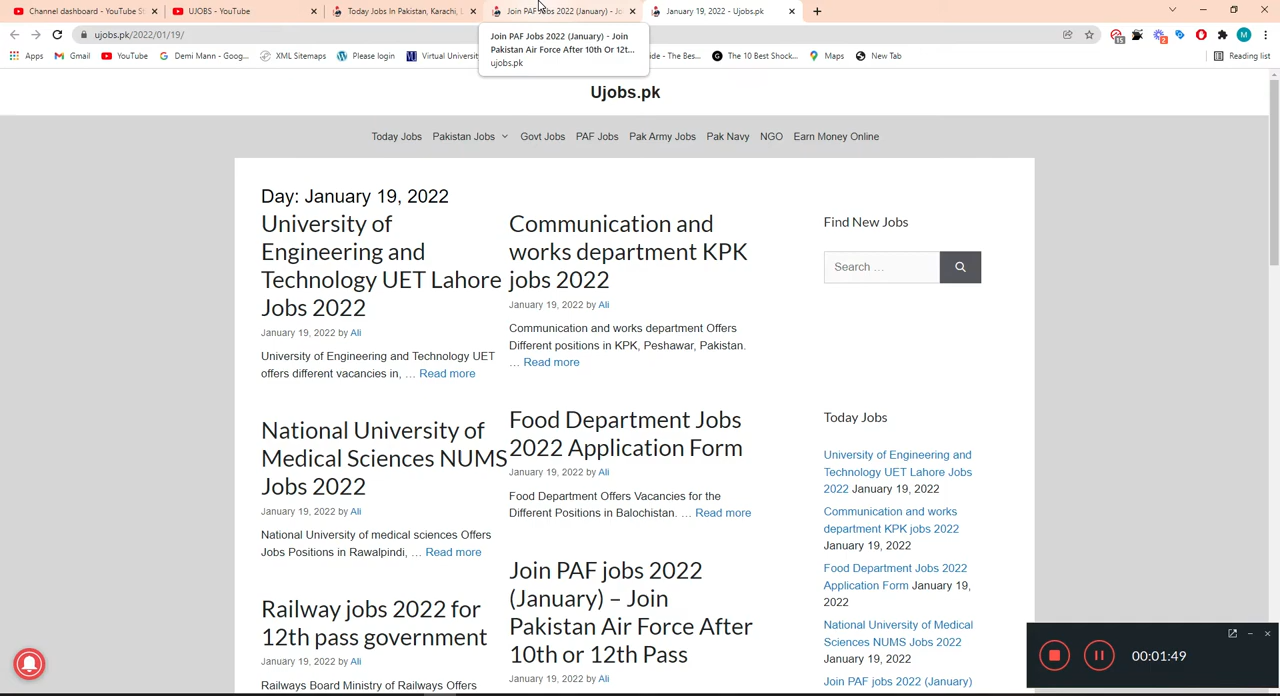 Channel dashboard - YouTube S
UJOBS - YouTube
Today Jobs In Pakistan, Karachi, L
Join PAF Jobs 2022 (January) - Jo
January 19, 2022 - Ujobs.pk
ujobs.pk/2022/01/19/
Join PAF Jobs 2022 (January) - Join
Pakistan Air Force After 10th Or 12t...
ujobs.pk
15
2
M
Apps
Gmail
YouTube
Demi Mann - Goog...
XML Sitemaps
Please login
Virtual Universit
de - The Bes...
The 10 Best Shock...
Maps
New Tab
Reading list
Ujobs.pk
Today Jobs Pakistan Jobs Govt Jobs PAF Jobs Pak Army Jobs Pak Navy NGO Earn Money Online
Day: January 19, 2022
University of
Engineering and
Technology UET Lahore
Jobs 2022
January 19, 2022 by Ali
University of Engineering and Technology UET
offers different vacancies in, … Read more
National University of
Medical Sciences NUMS
Jobs 2022
January 19, 2022 by Ali
National University of medical sciences Offers
Jobs Positions in Rawalpindi, … Read more
Railway jobs 2022 for
12th pass government
January 19, 2022 by Ali
Railways Board Ministry of Railways Offers
Communication and
works department KPK
jobs 2022
January 19, 2022 by Ali
Communication and works department Offers
Different positions in KPK, Peshawar, Pakistan.
… Read more
Food Department Jobs
2022 Application Form
January 19, 2022 by Ali
Food Department Offers Vacancies for the
Different Positions in Balochistan. … Read more
Join PAF jobs 2022
(January) – Join
Pakistan Air Force After
10th or 12th Pass
January 19, 2022 by Ali
Find New Jobs
Search …
Today Jobs
University of Engineering and
Technology UET Lahore Jobs
2022 January 19, 2022
Communication and works
department KPK jobs 2022
January 19, 2022
Food Department Jobs 2022
Application Form January 19,
2022
National University of Medical
Sciences NUMS Jobs 2022
January 19, 2022
Join PAF jobs 2022 (January)
00:01:49